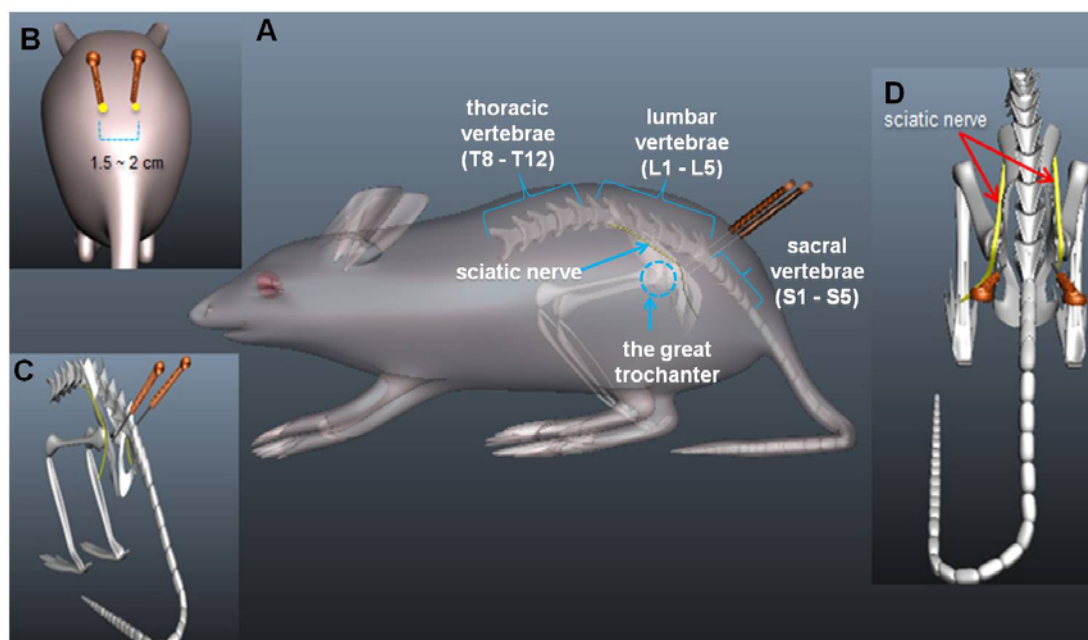 B
A
1.5 ~ 2 cm
thoracic
vertebrae
(T8 - T12)
lumbar
vertebrae
(L1 - L5)
sciatic nerve
sacral
vertebrae
(S1 - S5)
the great
trochanter
C
D
sciatic nerve